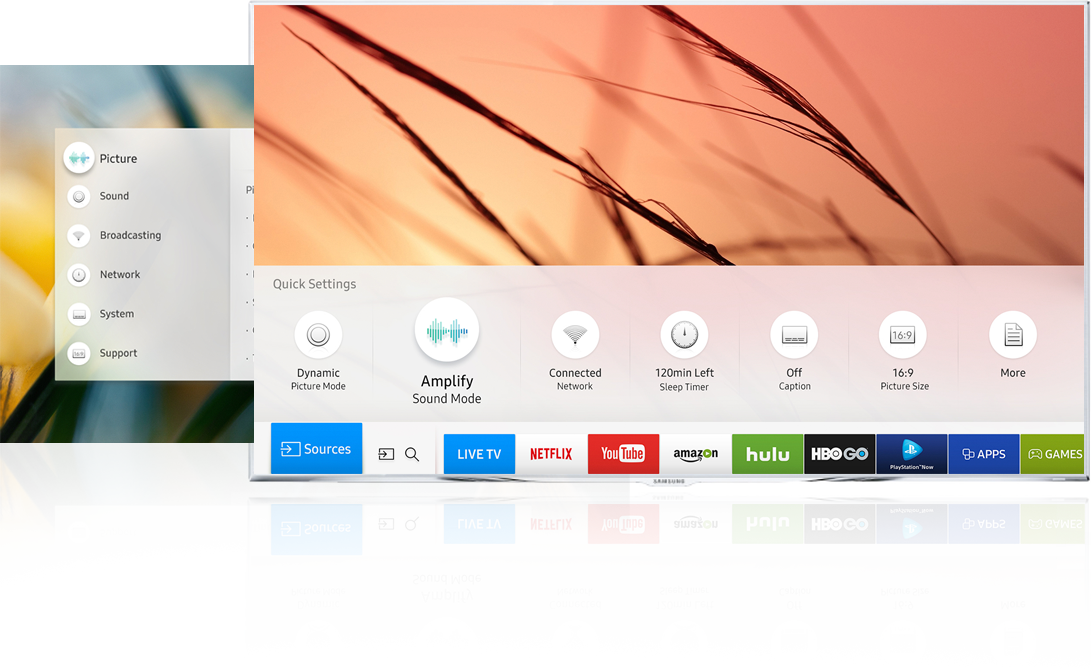 Picture
Sound
Broadcasting
Network
System
Support
Quick Settings
Dynamic
Picture Mode
Amplify
Sound Mode
Connected
Network
120min Left
Sleep Timer
Off
Caption
16:9
16:9
Picture Size
More
Sources
LIVE TV
NETFLIX
YouTube
amazon
hulu
HBO GO
PlayStation™Now
APPS
GAMES
SAMSUNG